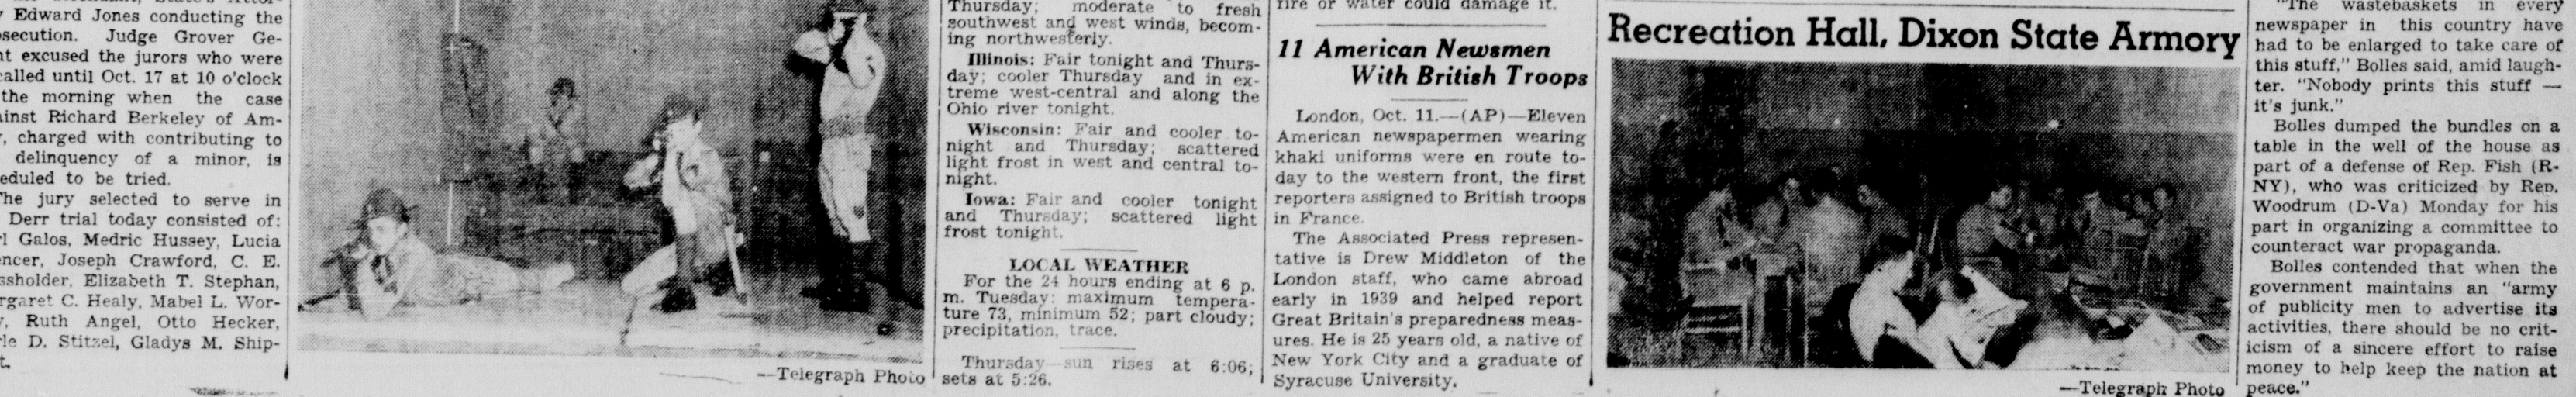 Edward Jones conducting the
Judge Grover Ge-
excused the jurors who were
until Oct. 17 at 10 o'clock
the morning when the case
Richard Berkeley of Am-
charged with contributing to
delinquency of a minor, is
to be tried.
jury selected to serve in
Derr trial today consisted of:
Galos, Medric Hussey, Lucia
Joseph Crawford, C. E.
Elizabeth T. Stephan,
C. Healy, Mabel L. Wor-
Ruth Angel, Otto Hecker,
D. Stitzel, Gladys M. Ship-
—Telegraph Photo
Thursday; moderate to fresh
southwest and west winds, becom-
ing northwesterly.
Illinois: Fair tonight and Thurs-
day; cooler Thursday and in ex-
treme west-central and along the
Ohio river tonight.
Wisconsin: Fair and cooler to-
night and Thursday; scattered
light frost in west and central to-
night.
Iowa: Fair and cooler tonight
and Thursday; scattered light
frost tonight.
LOCAL WEATHER
For the 24 hours ending at 6 p.
m. Tuesday: maximum tempera-
ture 73, minimum 52; part cloudy;
precipitation, trace.
Thursday—sun rises at 6:06;
sets at 5:26.
fire or water could damage it.
11 American Newsmen
With British Troops
London, Oct. 11.—(AP)—Eleven
American newspapermen wearing
khaki uniforms were en route to-
day to the western front, the first
reporters assigned to British troops
in France.
The Associated Press represen-
tative is Drew Middleton of the
London staff, who came abroad
early in 1939 and helped report
Great Britain's preparedness meas-
ures. He is 25 years old, a native of
New York City and a graduate of
Syracuse University.
Recreation Hall, Dixon State Armory
—Telegraph Photo
"The wastebaskets in every
newspaper in this country have
had to be enlarged to take care of
this stuff," Bolles said, amid laugh-
ter. "Nobody prints this stuff —
it's junk."
Bolles dumped the bundles on a
table in the well of the house as
part of a defense of Rep. Fish (R-
NY), who was criticized by Rep.
Woodrum (D-Va) Monday for his
part in organizing a committee to
counteract war propaganda.
Bolles contended that when the
government maintains an "army
of publicity men to advertise its
activities, there should be no crit-
icism of a sincere effort to raise
money to help keep the nation at
peace."